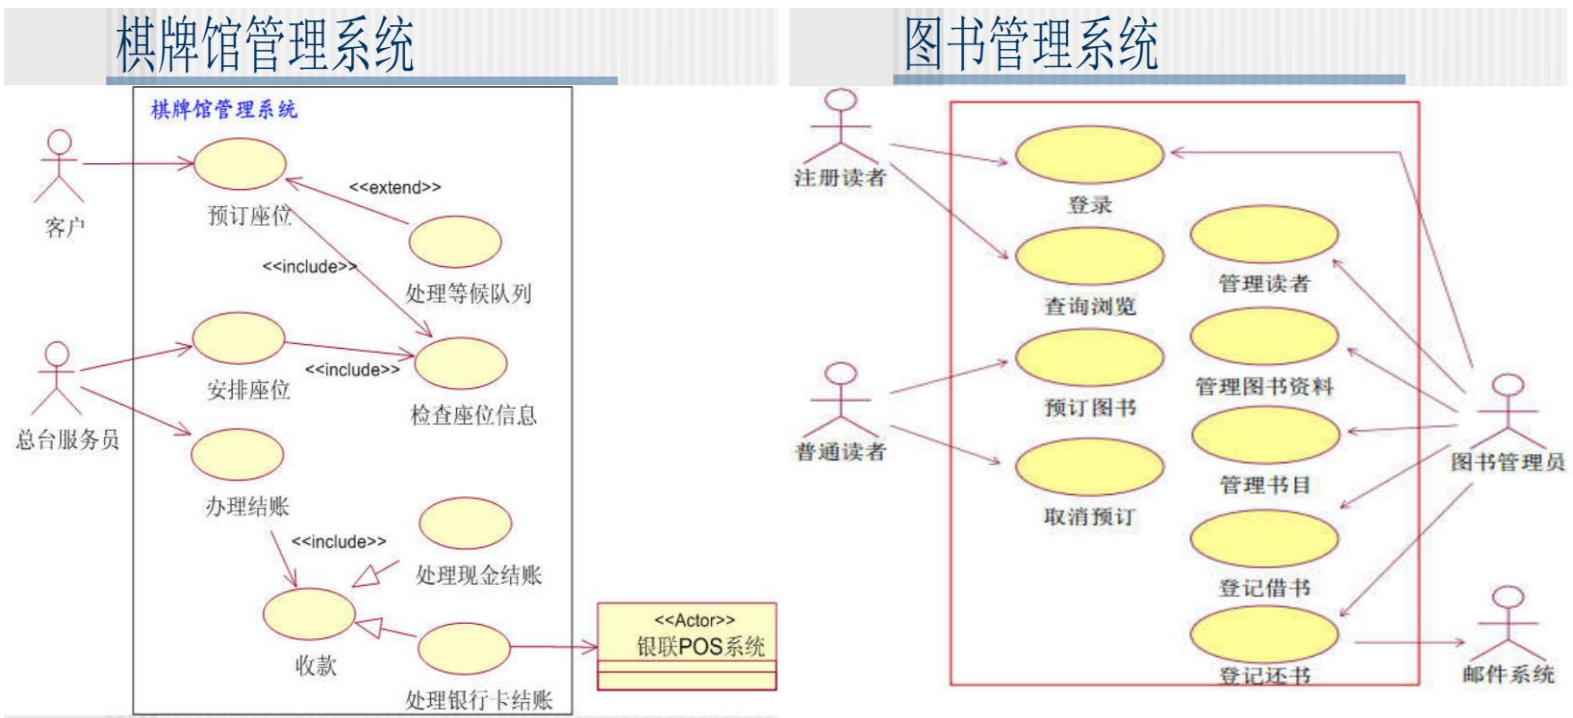 棋牌馆管理系统
棋牌馆管理系统
客户
预订座位
<<extend>>
<<include>>
处理等候队列
安排座位
<<include>>
检查座位信息
总台服务员
办理结账
<<include>>
处理现金结账
收款
处理银行卡结账
<<Actor>>
银联POS系统
图书管理系统
注册读者
登录
管理读者
查询浏览
管理图书资料
预订图书
普通读者
管理书目
图书管理员
取消预订
登记借书
登记还书
邮件系统